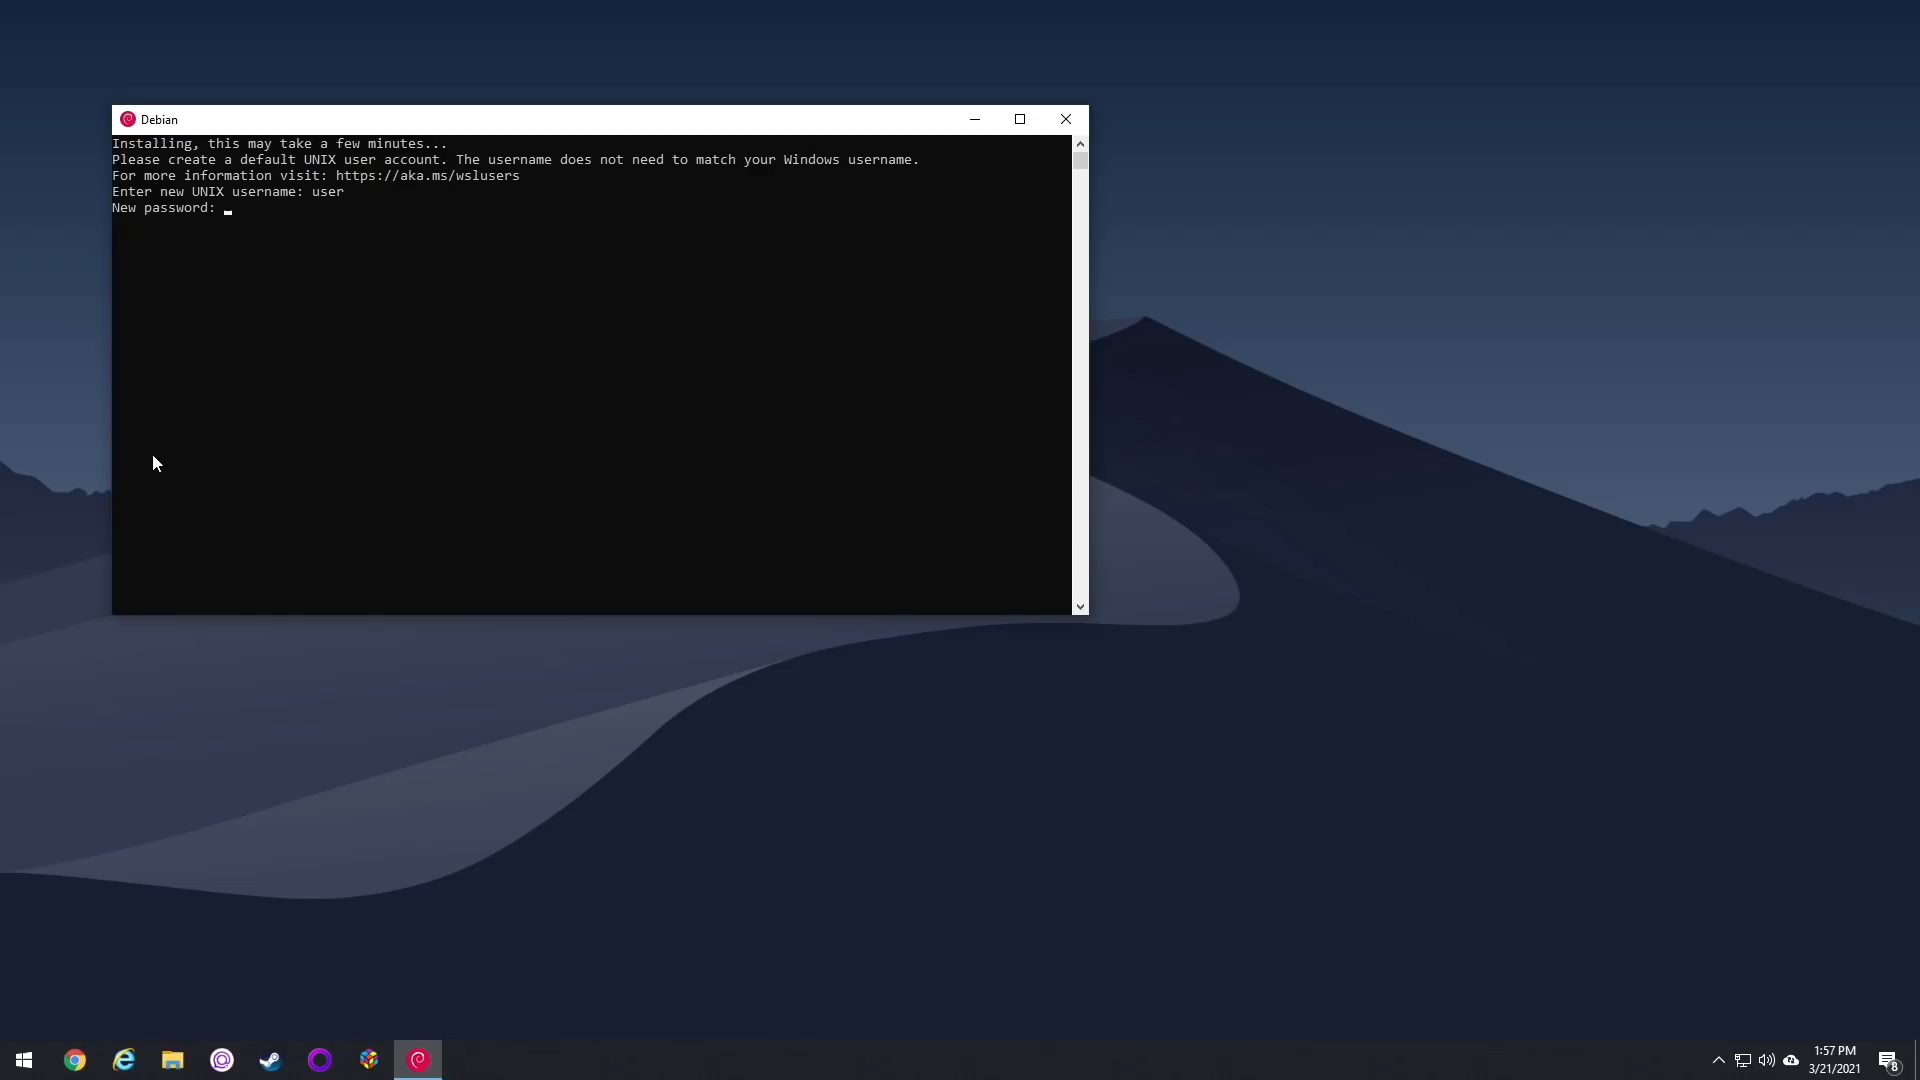 Debian
Installing, this may take a few minutes...
Please create a default UNIX user account. The username does not need to match your Windows username.
For more information visit: https://aka.ms/wslusers
Enter new UNIX username: user
New password:
1:57 PM
3/21/2021
8